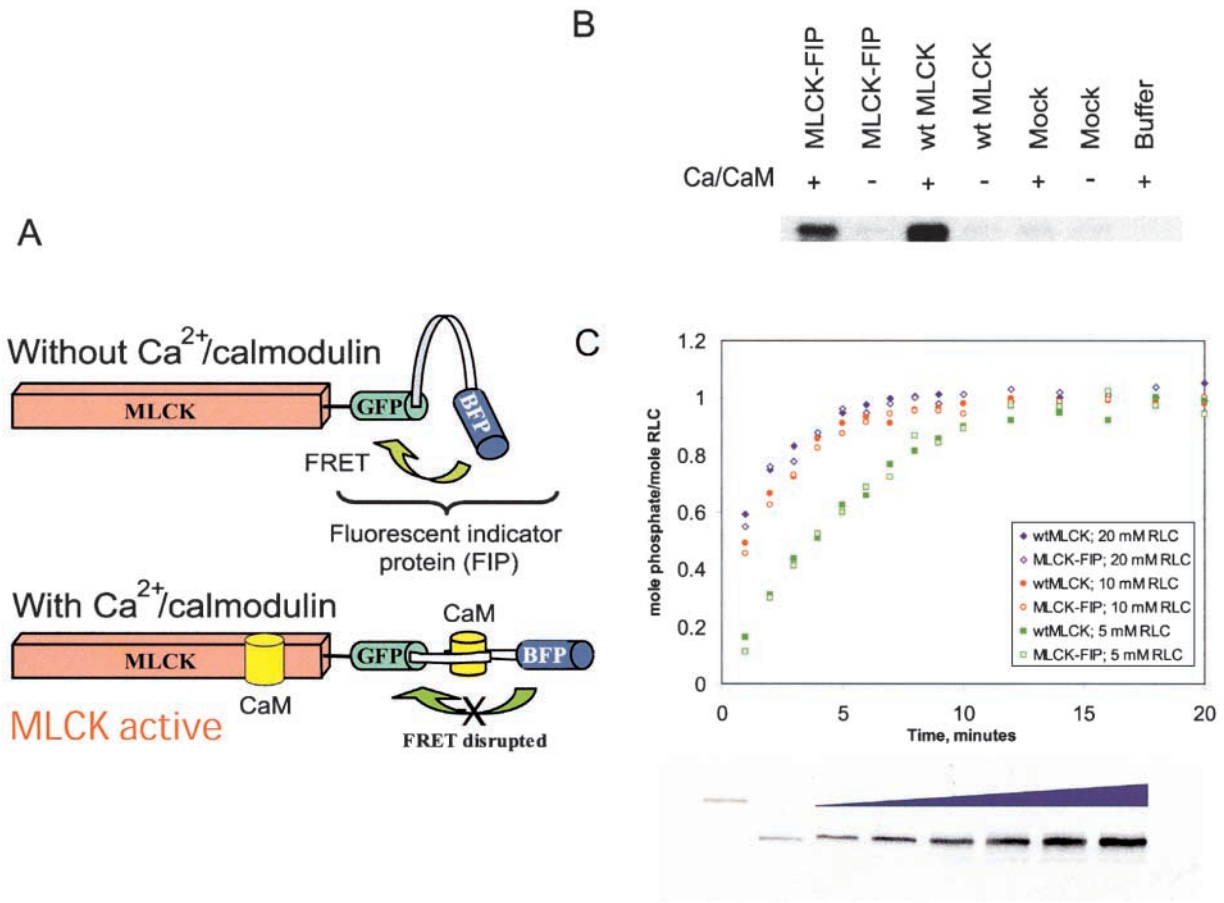 A
Without Ca2+/calmodulin
MLCK
GFP
BFP
FRET
Fluorescent indicator
protein (FIP)
With Ca2+/calmodulin
CaM
MLCK
GFP
BFP
CaM
MLCK active
X
FRET disrupted
B
MLCK-FIP
MLCK-FIP
wt MLCK
wt MLCK
Mock
Mock
Buffer
Ca/CaM + - + - + - +
C
mole phosphate/mole RLC
1.2
1
0.8
0.6
0.4
0.2
0
wtMLCK; 20 mM RLC
MLCK-FIP; 20 mM RLC
wtMLCK; 10 mM RLC
MLCK-FIP; 10 mM RLC
wtMLCK; 5 mM RLC
MLCK-FIP; 5 mM RLC
0 5 10 15 20
Time, minutes